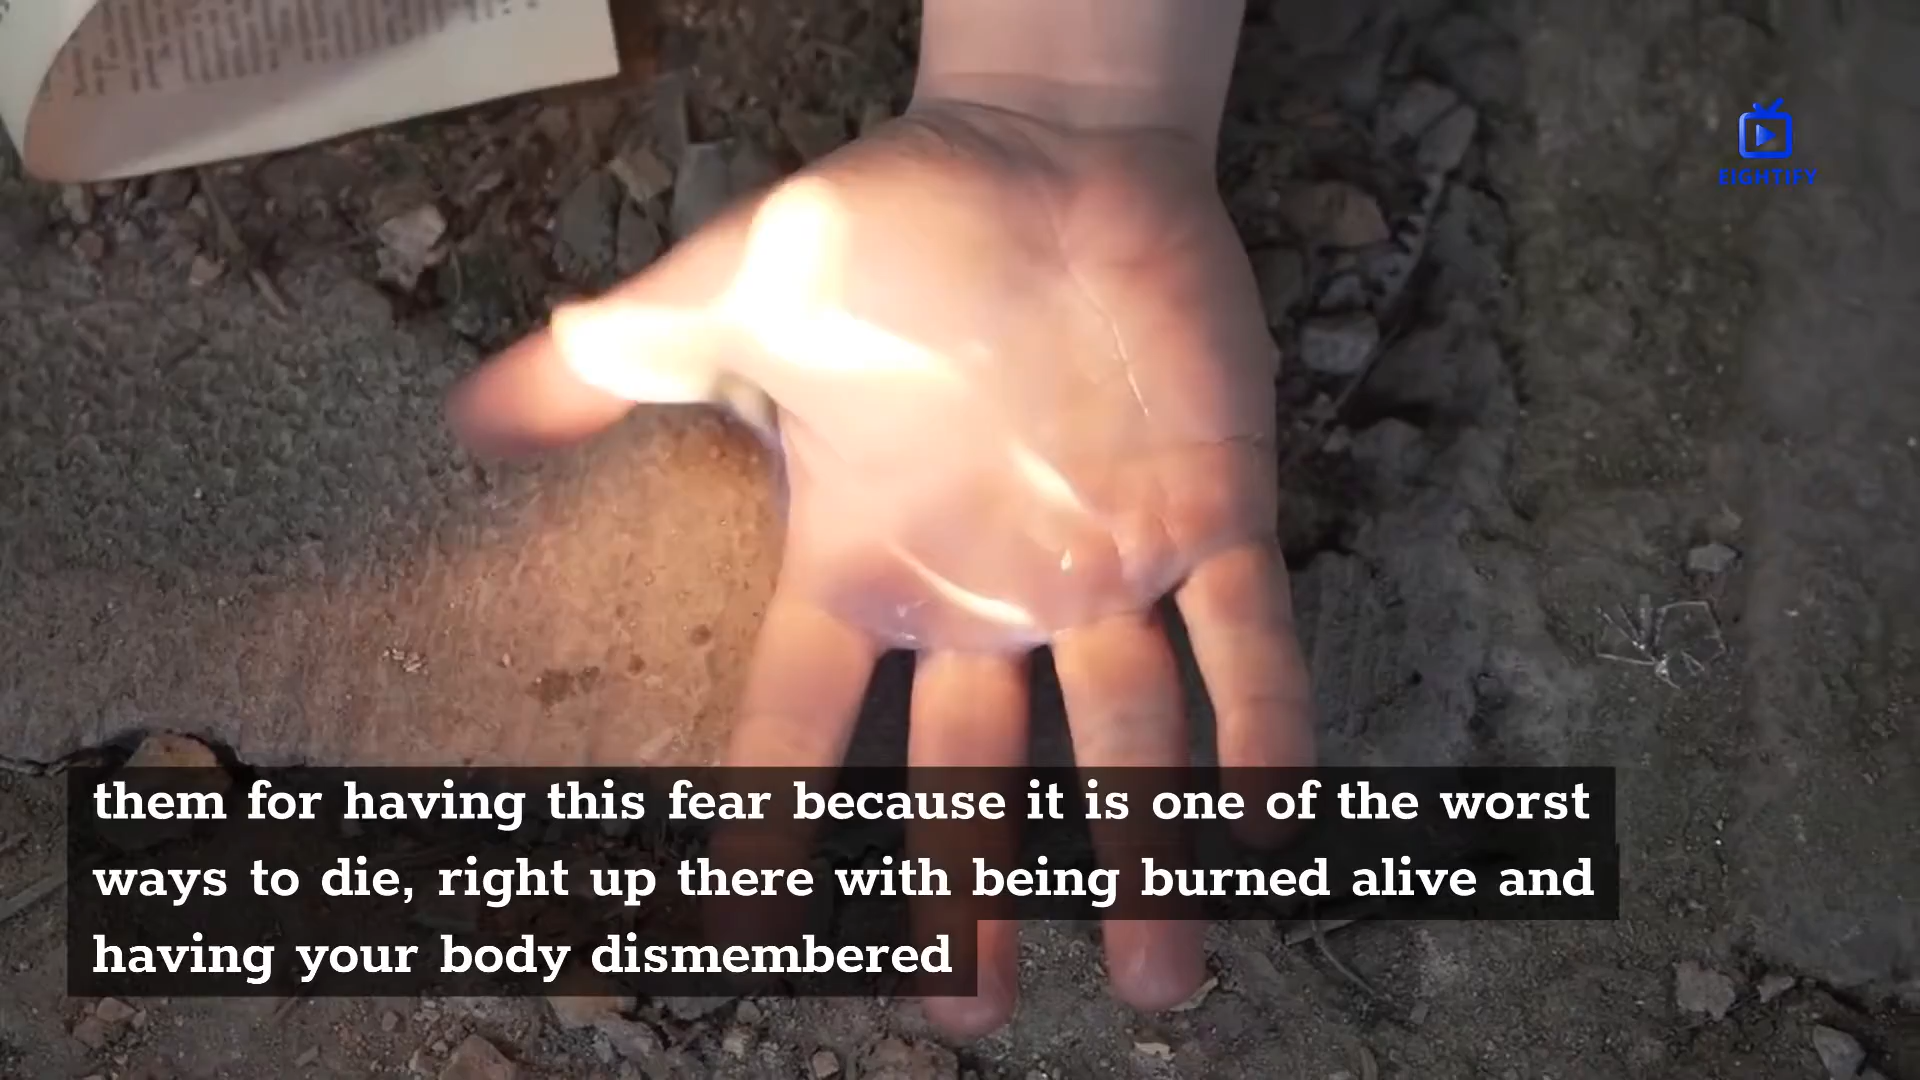 EIGHTIFY
them for having this fear because it is one of the worst
ways to die, right up there with being burned alive and
having your body dismembered